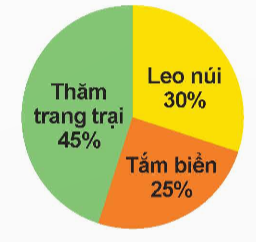 Leo núi
30%
Thăm
trang trại
45%
Tắm biển
25%